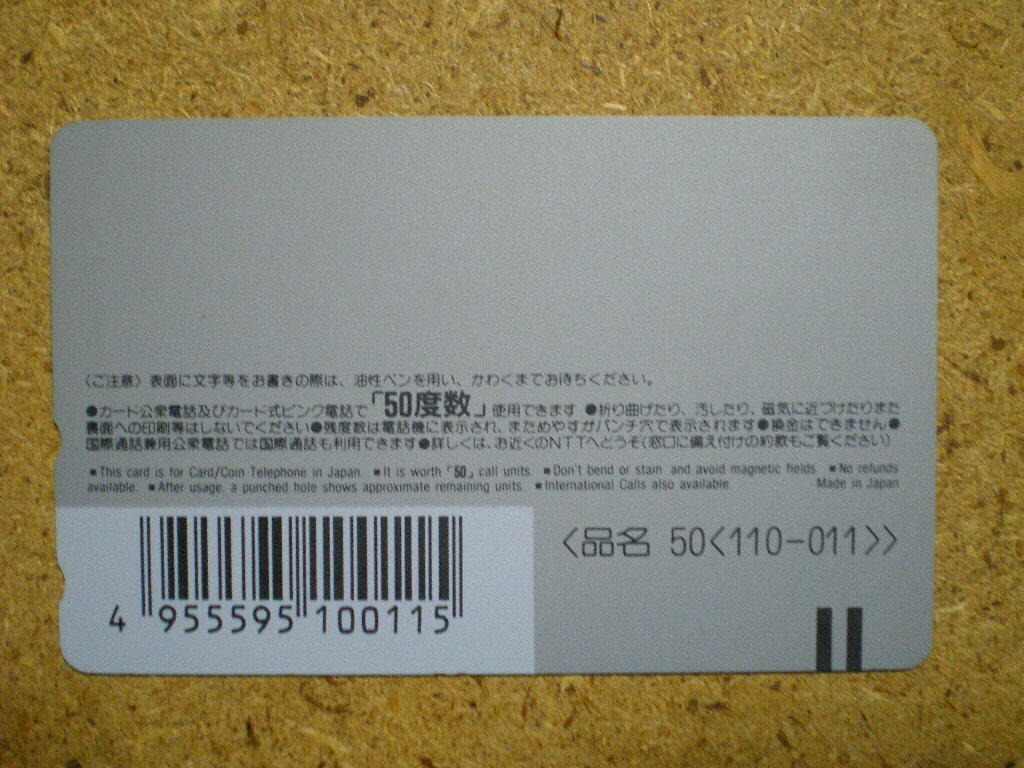 〈ご注意〉表面に文字等をお書きの際は、油性ペンを用い、かわくまでお待ちください。
●カード公衆電話及びカード式ピンク電話で「50度数」使用できます ●折り曲げたり、汚したり、磁気に近づけたりまた
裏面への印刷等はしないでください●残度数は電話機に表示され、まためやすがパンチ穴で表示されます●換金はできません●
国際通話兼用公衆電話では国際通話も利用できます●詳しくは、お近くのNTTへどうぞ(窓口に備え付けの約款もご覧ください)
■This card is for Card/Coin Telephone in Japan. ■It is worth「50」call units. ■Don't bend or stain and avoid magnetic fields. ■No refunds
available. ■After usage, a punched hole shows approximate remaining units. ■International Calls also available. Made in Japan
〈品名 50〈110-011〉〉
4 955595 100115